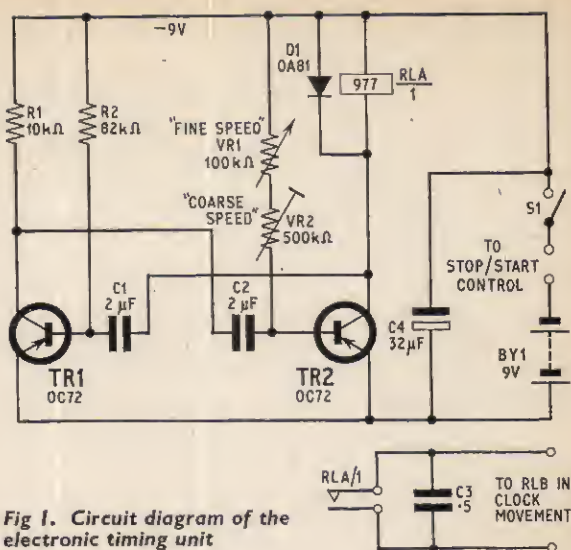 −9V
R1
10kΩ
R2
82kΩ
"FINE SPEED"
VR1
100kΩ
"COARSE
SPEED"
VR2
500kΩ
D1
OA81
977
RLA
1
S1
TO
STOP/START
CONTROL
C1
2 µF
C2
2 µF
C4
32µF
BY1
9V
TR1
OC72
TR2
OC72
RLA/1
C3
·5
TO RLB IN
CLOCK
MOVEMENT
Fig 1. Circuit diagram of the
electronic timing unit